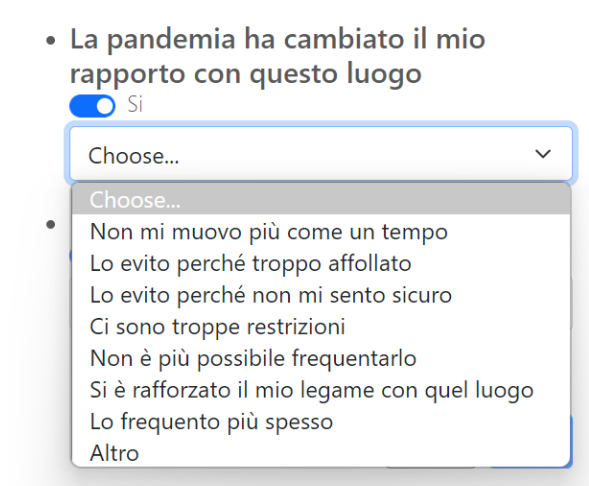 La pandemia ha cambiato il mio
rapporto con questo luogo
Si
Choose...
Choose...
Non mi muovo più come un tempo
Lo evito perché troppo affollato
Lo evito perché non mi sento sicuro
Ci sono troppe restrizioni
Non è più possibile frequentarlo
Si è rafforzato il mio legame con quel luogo
Lo frequento più spesso
Altro